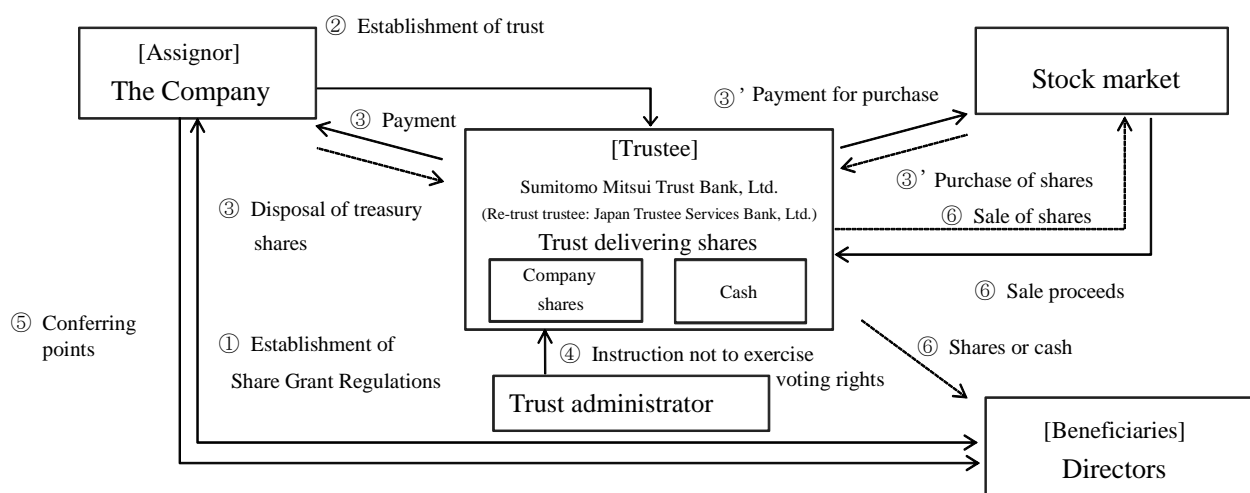 ② Establishment of trust
[Assignor]
The Company
Stock market
③’ Payment for purchase
③ Payment
[Trustee]
Sumitomo Mitsui Trust Bank, Ltd.
(Re-trust trustee: Japan Trustee Services Bank, Ltd.)
Trust delivering shares
Company
shares
Cash
③’ Purchase of shares
⑥ Sale of shares
③ Disposal of treasury
shares
⑥ Sale proceeds
⑤ Conferring
points
① Establishment of
Share Grant Regulations
④ Instruction not to exercise
voting rights
⑥ Shares or cash
Trust administrator
[Beneficiaries]
Directors